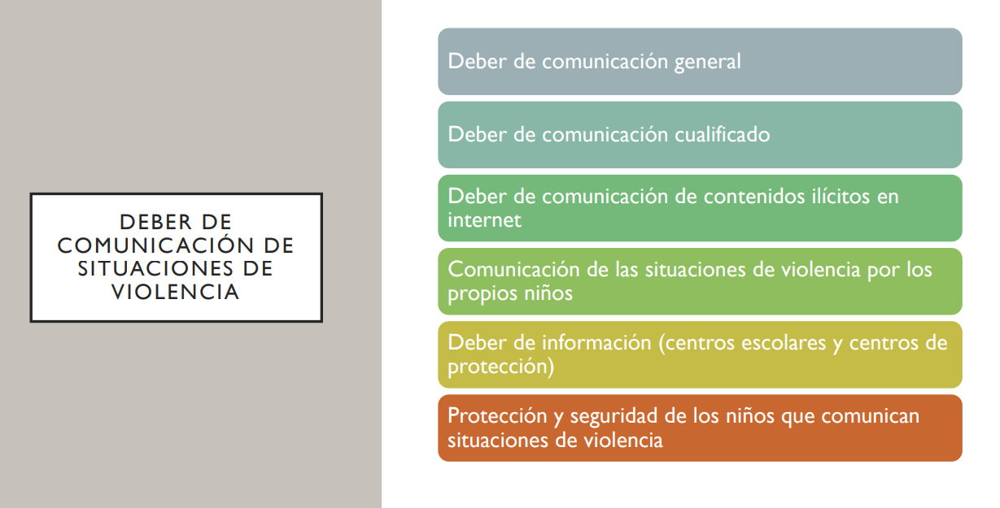 DEBER DE
COMUNICACIÓN DE
SITUACIONES DE
VIOLENCIA
Deber de comunicación general
Deber de comunicación cualificado
Deber de comunicación de contenidos ilícitos en
internet
Comunicación de las situaciones de violencia por los
propios niños
Deber de información (centros escolares y centros de
protección)
Protección y seguridad de los niños que comunican
situaciones de violencia